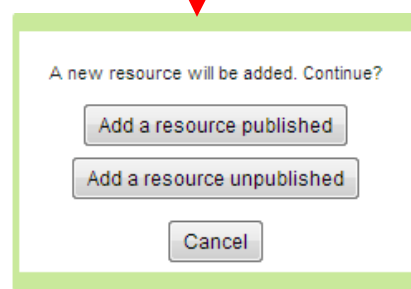 A new resource will be added. Continue?
Add a resource published
Add a resource unpublished
Cancel